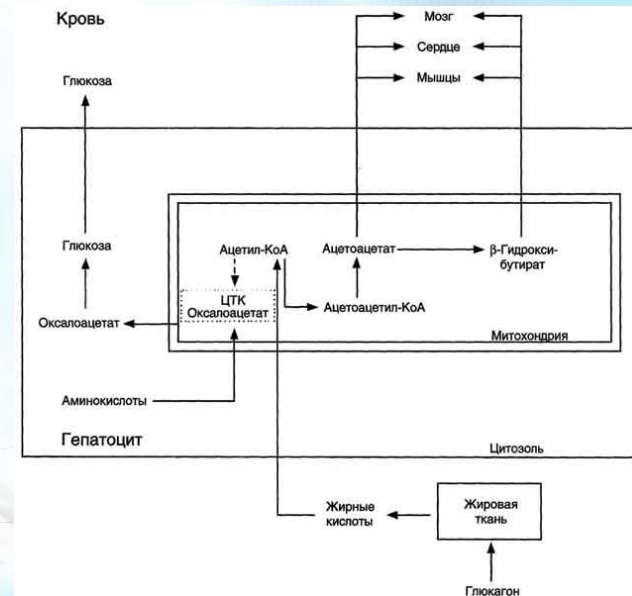 Кровь
Мозг
Сердце
Мышцы
Глюкоза
Глюкоза
Ацетил-КоА
Ацетоацетат
β-Гидрокси-
бутират
ЦТК
Оксалоацетат
Оксалоацетат
Ацетоацетил-КоА
Митохондрия
Аминокислоты
Гепатоцит
Цитозоль
Жирные
кислоты
Жировая
ткань
Глюкагон